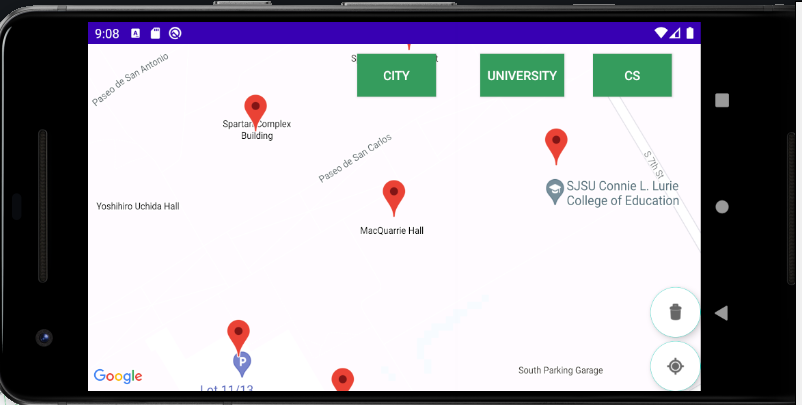 9:08
Paseo de San Antonio
CITY
UNIVERSITY
CS
Spartan Complex
Building
Paseo de San Carlos
S 7th St
SJSU Connie L. Lurie
College of Education
Yoshihiro Uchida Hall
MacQuarrie Hall
P
Google
Lot 11/13
South Parking Garage